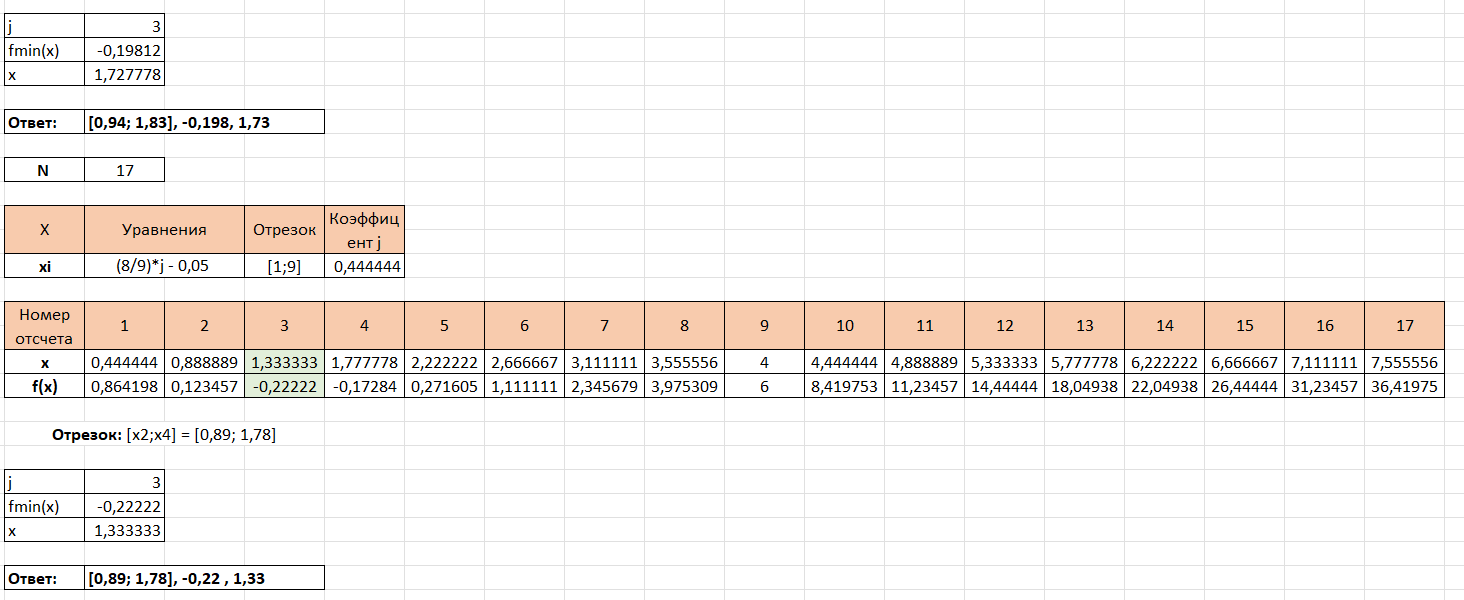 j 3
fmin(x) -0,19812
x 1,727778
Ответ: [0,94; 1,83], -0,198, 1,73
N 17
X Уравнения Отрезок Коэффиц
ент j
xi (8/9)*j - 0,05 [1;9] 0,444444
Номер
отсчета 1 2 3 4 5 6 7 8 9 10 11 12 13 14 15 16 17
x 0,444444 0,888889 1,333333 1,777778 2,222222 2,666667 3,111111 3,555556 4 4,444444 4,888889 5,333333 5,777778 6,222222 6,666667 7,111111 7,555556
f(x) 0,864198 0,123457 -0,22222 -0,17284 0,271605 1,111111 2,345679 3,975309 6 8,419753 11,23457 14,44444 18,04938 22,04938 26,44444 31,23457 36,41975
Отрезок: [x2;x4] = [0,89; 1,78]
j 3
fmin(x) -0,22222
x 1,333333
Ответ: [0,89; 1,78], -0,22 , 1,33